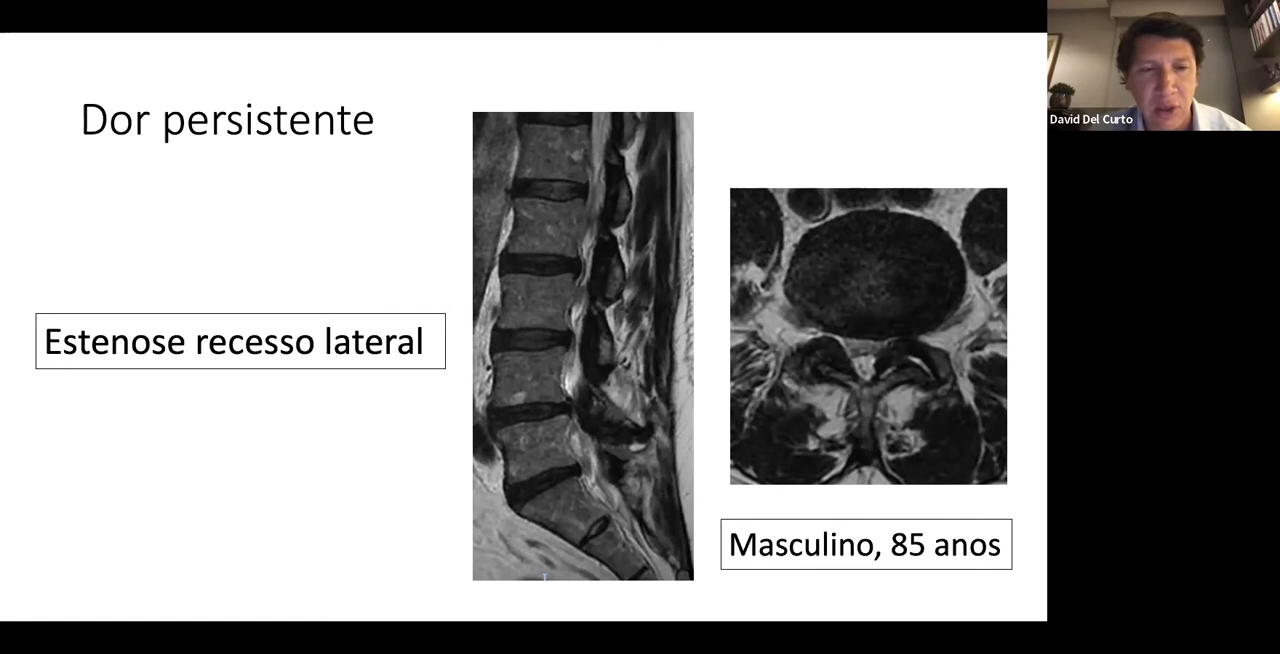 Dor persistente
David Del Curto
Estenose recesso lateral
Masculino, 85 anos